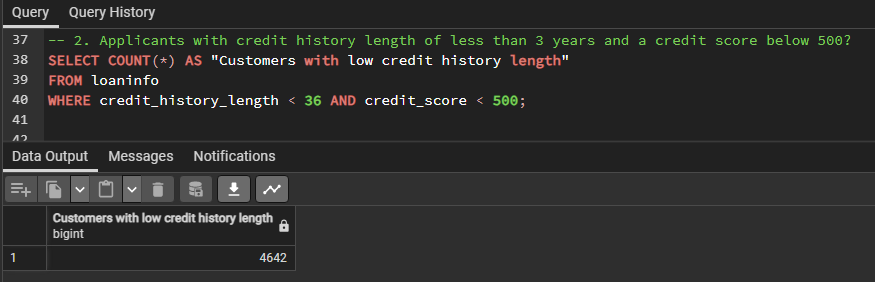 Query Query History
37 -- 2. Applicants with credit history length of less than 3 years and a credit score below 500?
38 SELECT COUNT(*) AS "Customers with low credit history length"
39 FROM loaninfo
40 WHERE credit_history_length < 36 AND credit_score < 500;
41
42
Data Output Messages Notifications
Customers with low credit history length
bigint
1 4642